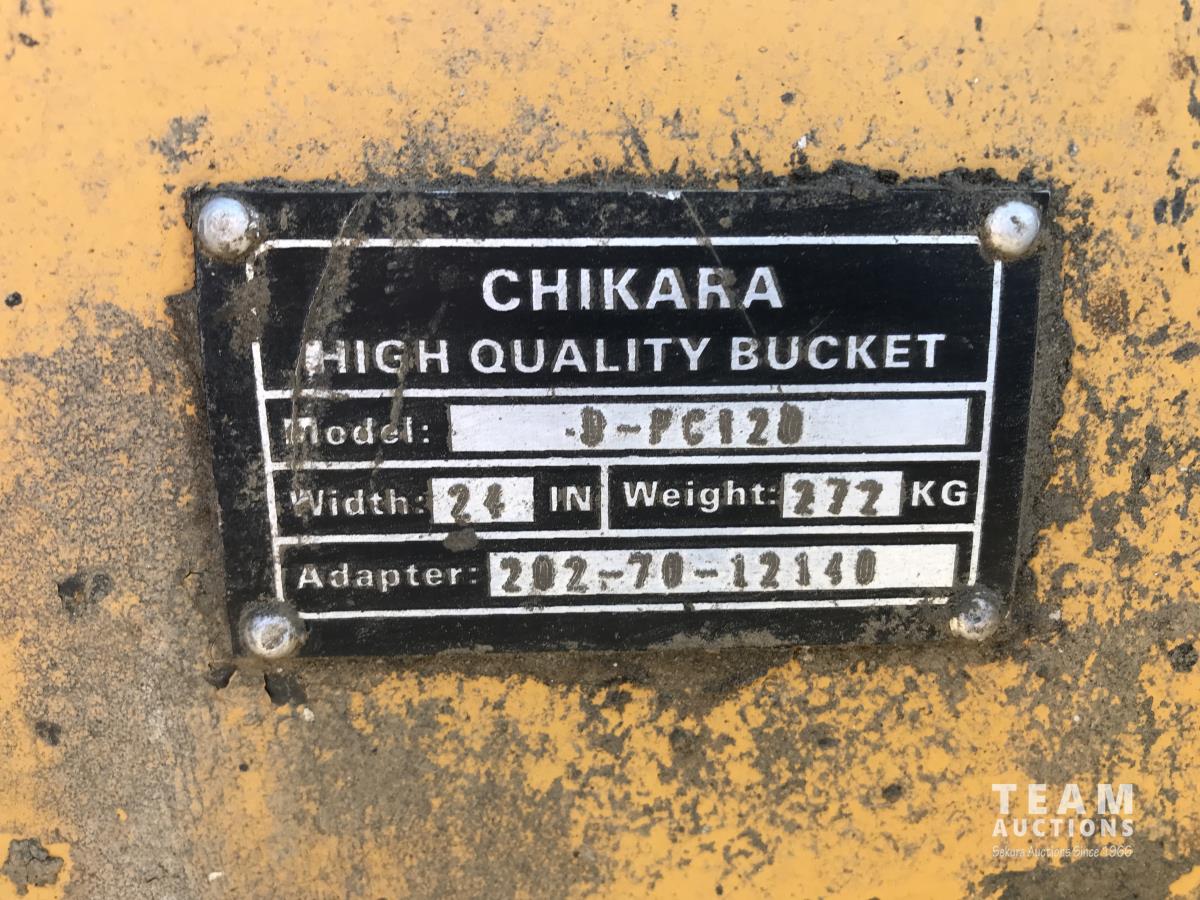 CHIKARA
HIGH QUALITY BUCKET
Model: D-PC120
Width: 24 IN Weight: 272 KG
Adapter: 202-70-12140
TEAM
AUCTIONS
Sekura Auctions Since 1966